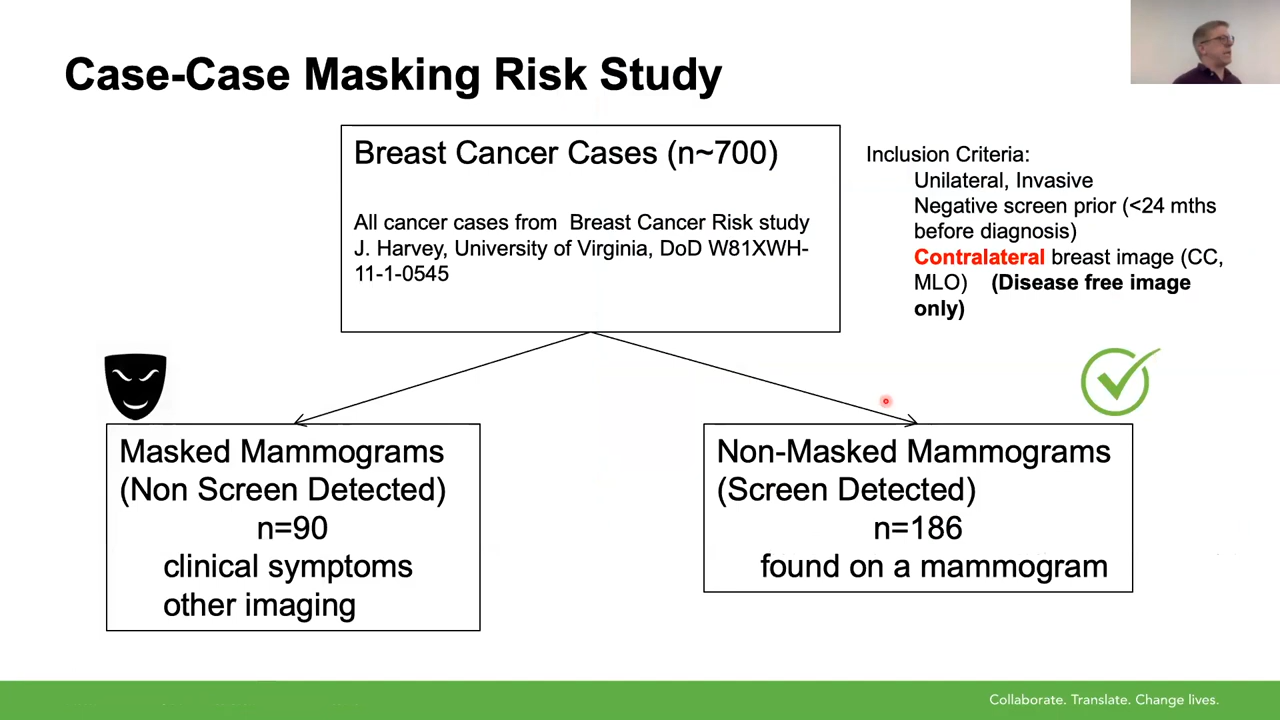 Case-Case Masking Risk Study
Breast Cancer Cases (n~700)
All cancer cases from Breast Cancer Risk study
J. Harvey, University of Virginia, DoD W81XWH-
11-1-0545
Inclusion Criteria:
Unilateral, Invasive
Negative screen prior (<24 mths
before diagnosis)
Contralateral breast image (CC,
MLO) (Disease free image
only)
Masked Mammograms
(Non Screen Detected)
n=90
clinical symptoms
other imaging
Non-Masked Mammograms
(Screen Detected)
n=186
found on a mammogram
Collaborate. Translate. Change lives.